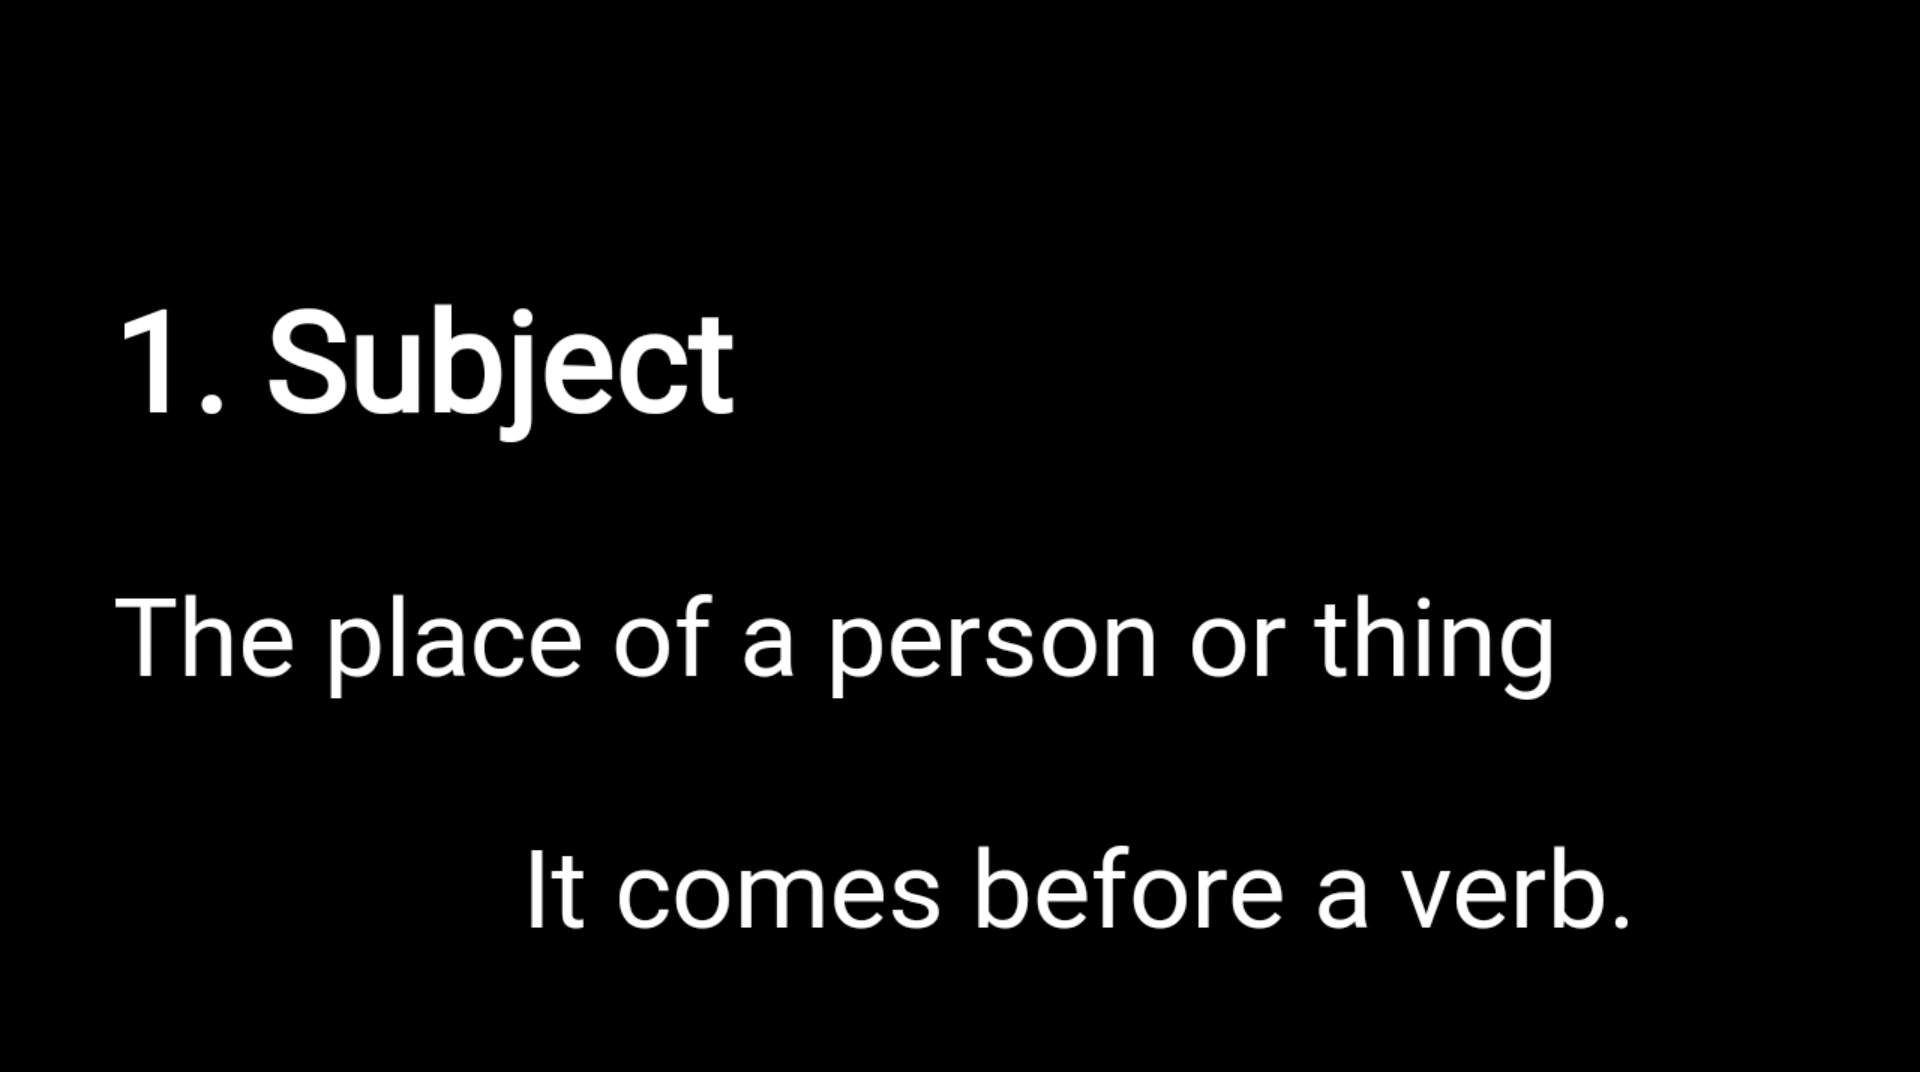 1. Subject
The place of a person or thing
It comes before a verb.